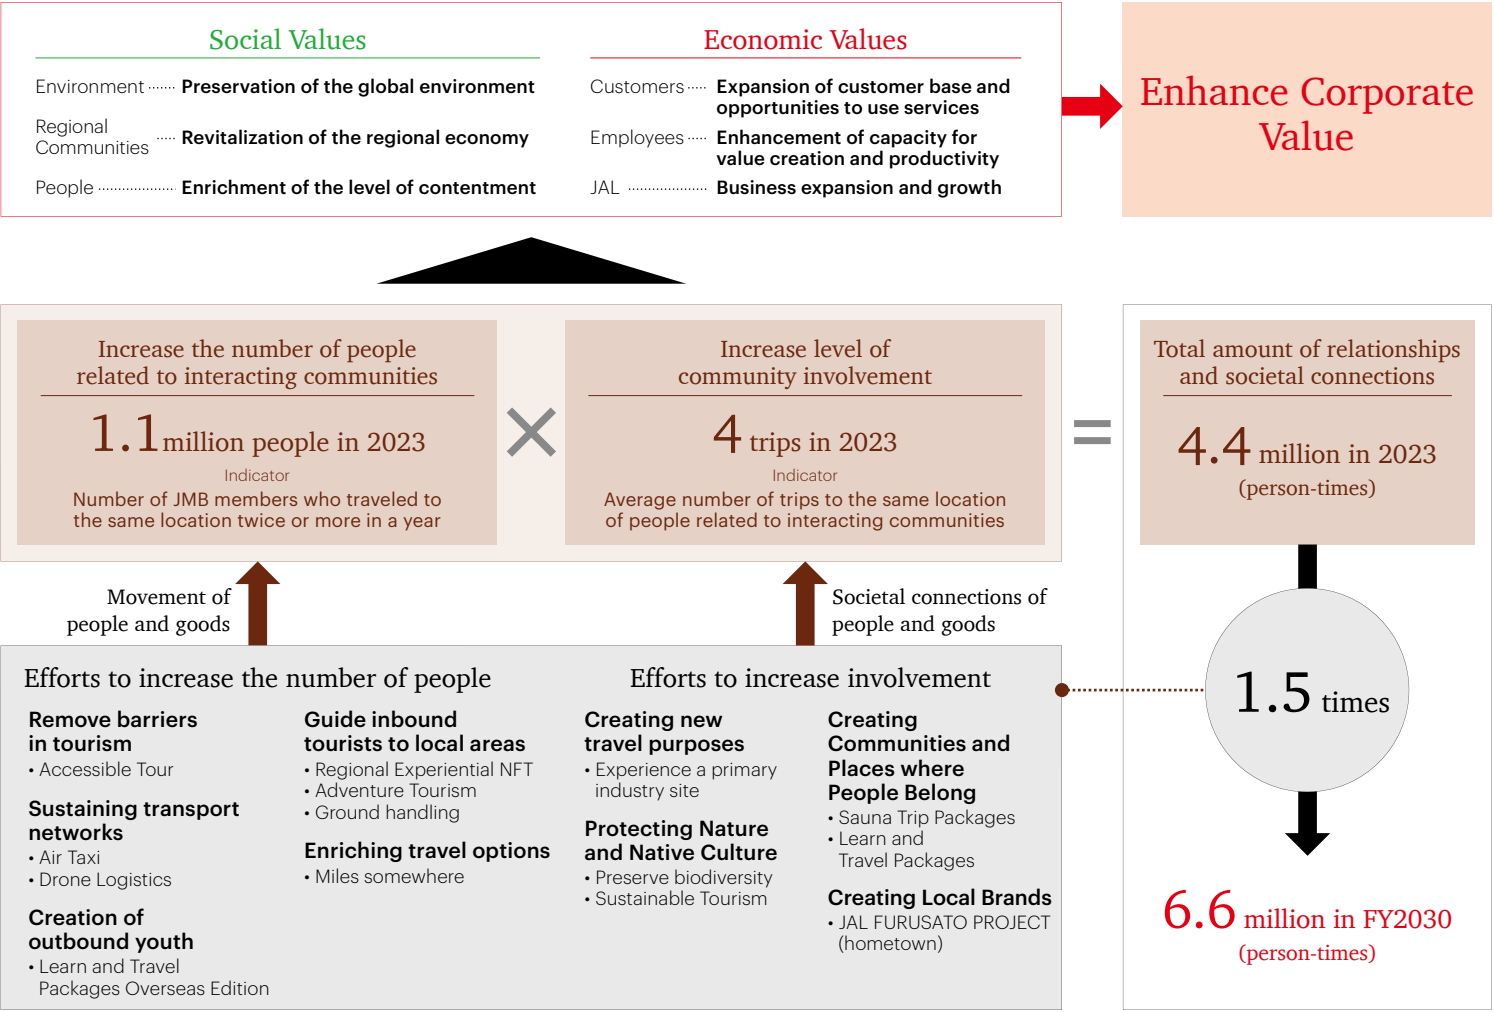 Social Values
Environment ······· Preservation of the global environment
Regional
Communities ····· Revitalization of the regional economy
People ···················· Enrichment of the level of contentment
Economic Values
Customers ····· Expansion of customer base and
opportunities to use services
Employees ····· Enhancement of capacity for
value creation and productivity
JAL ···················· Business expansion and growth
Enhance Corporate
Value
Increase the number of people
related to interacting communities
1.1 million people in 2023
Indicator
Number of JMB members who traveled to
the same location twice or more in a year
×
Increase level of
community involvement
4 trips in 2023
Indicator
Average number of trips to the same location
of people related to interacting communities
=
Total amount of relationships
and societal connections
4.4 million in 2023
(person-times)
Movement of
people and goods
Societal connections of
people and goods
Efforts to increase the number of people
Remove barriers
in tourism
• Accessible Tour
Sustaining transport
networks
• Air Taxi
• Drone Logistics
Creation of
outbound youth
• Learn and Travel
Packages Overseas Edition
Guide inbound
tourists to local areas
• Regional Experiential NFT
• Adventure Tourism
• Ground handling
Enriching travel options
• Miles somewhere
Efforts to increase involvement
Creating new
travel purposes
• Experience a primary
industry site
Protecting Nature
and Native Culture
• Preserve biodiversity
• Sustainable Tourism
Creating
Communities and
Places where
People Belong
• Sauna Trip Packages
• Learn and
Travel Packages
Creating Local Brands
• JAL FURUSATO PROJECT
(hometown)
1.5 times
6.6 million in FY2030
(person-times)